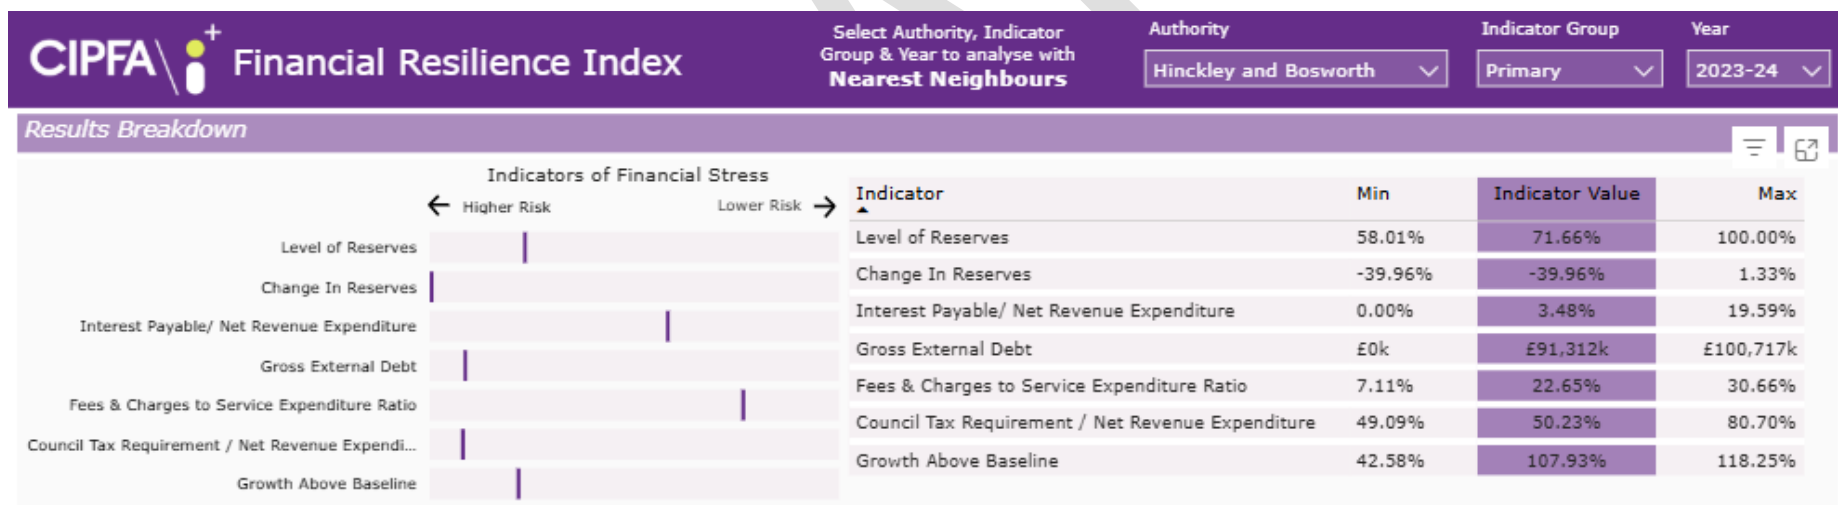 CIPFA\ i+ Financial Resilience Index
Select Authority, Indicator
Group & Year to analyse with
Nearest Neighbours
Authority
Hinckley and Bosworth
Indicator Group
Primary
Year
2023-24
Results Breakdown
Indicators of Financial Stress
← Higher Risk Lower Risk →
Level of Reserves
Change In Reserves
Interest Payable/ Net Revenue Expenditure
Gross External Debt
Fees & Charges to Service Expenditure Ratio
Council Tax Requirement / Net Revenue Expendi...
Growth Above Baseline
Indicator Min Indicator Value Max
Level of Reserves 58.01% 71.66% 100.00%
Change In Reserves -39.96% -39.96% 1.33%
Interest Payable/ Net Revenue Expenditure 0.00% 3.48% 19.59%
Gross External Debt £0k £91,312k £100,717k
Fees & Charges to Service Expenditure Ratio 7.11% 22.65% 30.66%
Council Tax Requirement / Net Revenue Expenditure 49.09% 50.23% 80.70%
Growth Above Baseline 42.58% 107.93% 118.25%